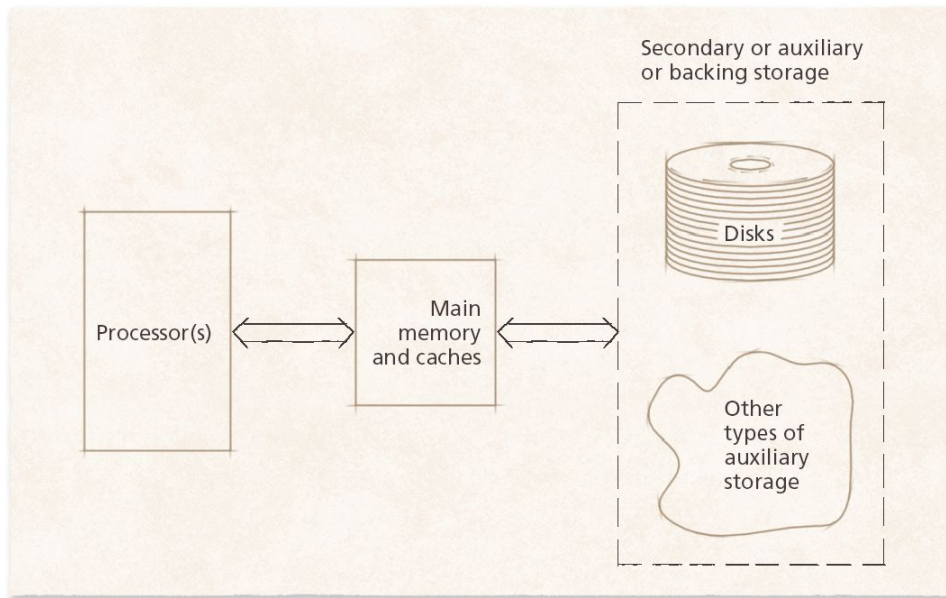 Secondary or auxiliary
or backing storage
Disks
Processor(s)
Main
memory
and caches
Other
types of
auxiliary
storage